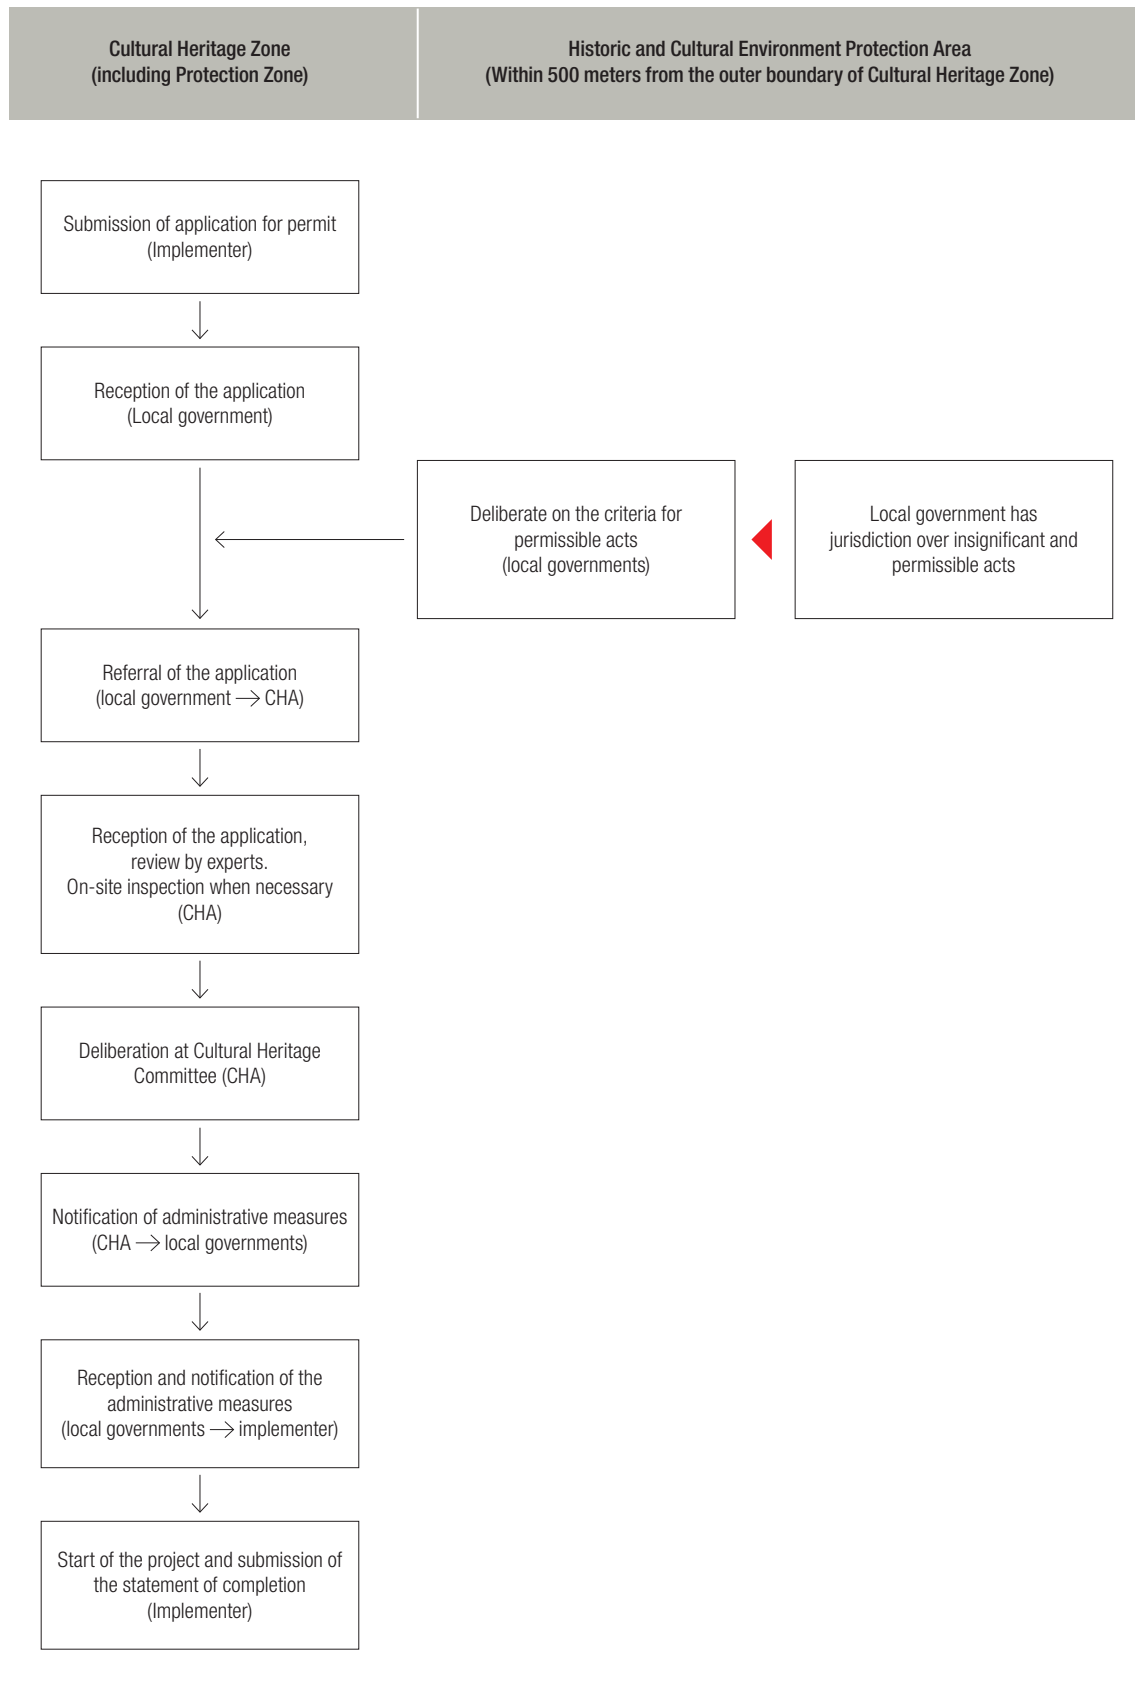 Cultural Heritage Zone
(including Protection Zone)
Historic and Cultural Environment Protection Area
(Within 500 meters from the outer boundary of Cultural Heritage Zone)
Submission of application for permit
(Implementer)
Reception of the application
(Local government)
Deliberate on the criteria for
permissible acts
(local governments)
Local government has
jurisdiction over insignificant and
permissible acts
Referral of the application
(local government → CHA)
Reception of the application,
review by experts.
On-site inspection when necessary
(CHA)
Deliberation at Cultural Heritage
Committee (CHA)
Notification of administrative measures
(CHA → local governments)
Reception and notification of the
administrative measures
(local governments → implementer)
Start of the project and submission of
the statement of completion
(Implementer)